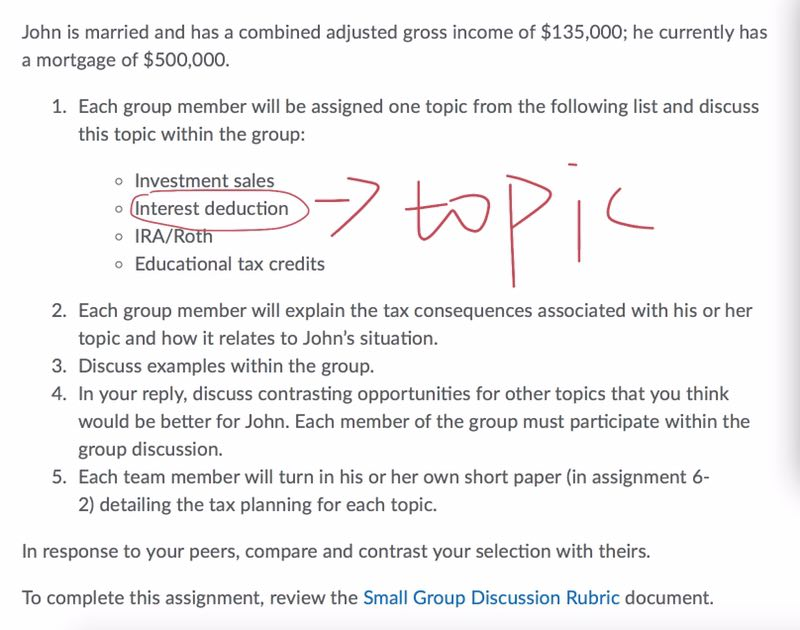 John is married and has a combined adjusted gross income of $135,000; he currently has
a mortgage of $500,000.
1. Each group member will be assigned one topic from the following list and discuss
this topic within the group:
Investment sales
Interest deduction → topic
IRA/Roth
Educational tax credits
2. Each group member will explain the tax consequences associated with his or her
topic and how it relates to John's situation.
3. Discuss examples within the group.
4. In your reply, discuss contrasting opportunities for other topics that you think
would be better for John. Each member of the group must participate within the
group discussion.
5. Each team member will turn in his or her own short paper (in assignment 6-
2) detailing the tax planning for each topic.
In response to your peers, compare and contrast your selection with theirs.
To complete this assignment, review the Small Group Discussion Rubric document.